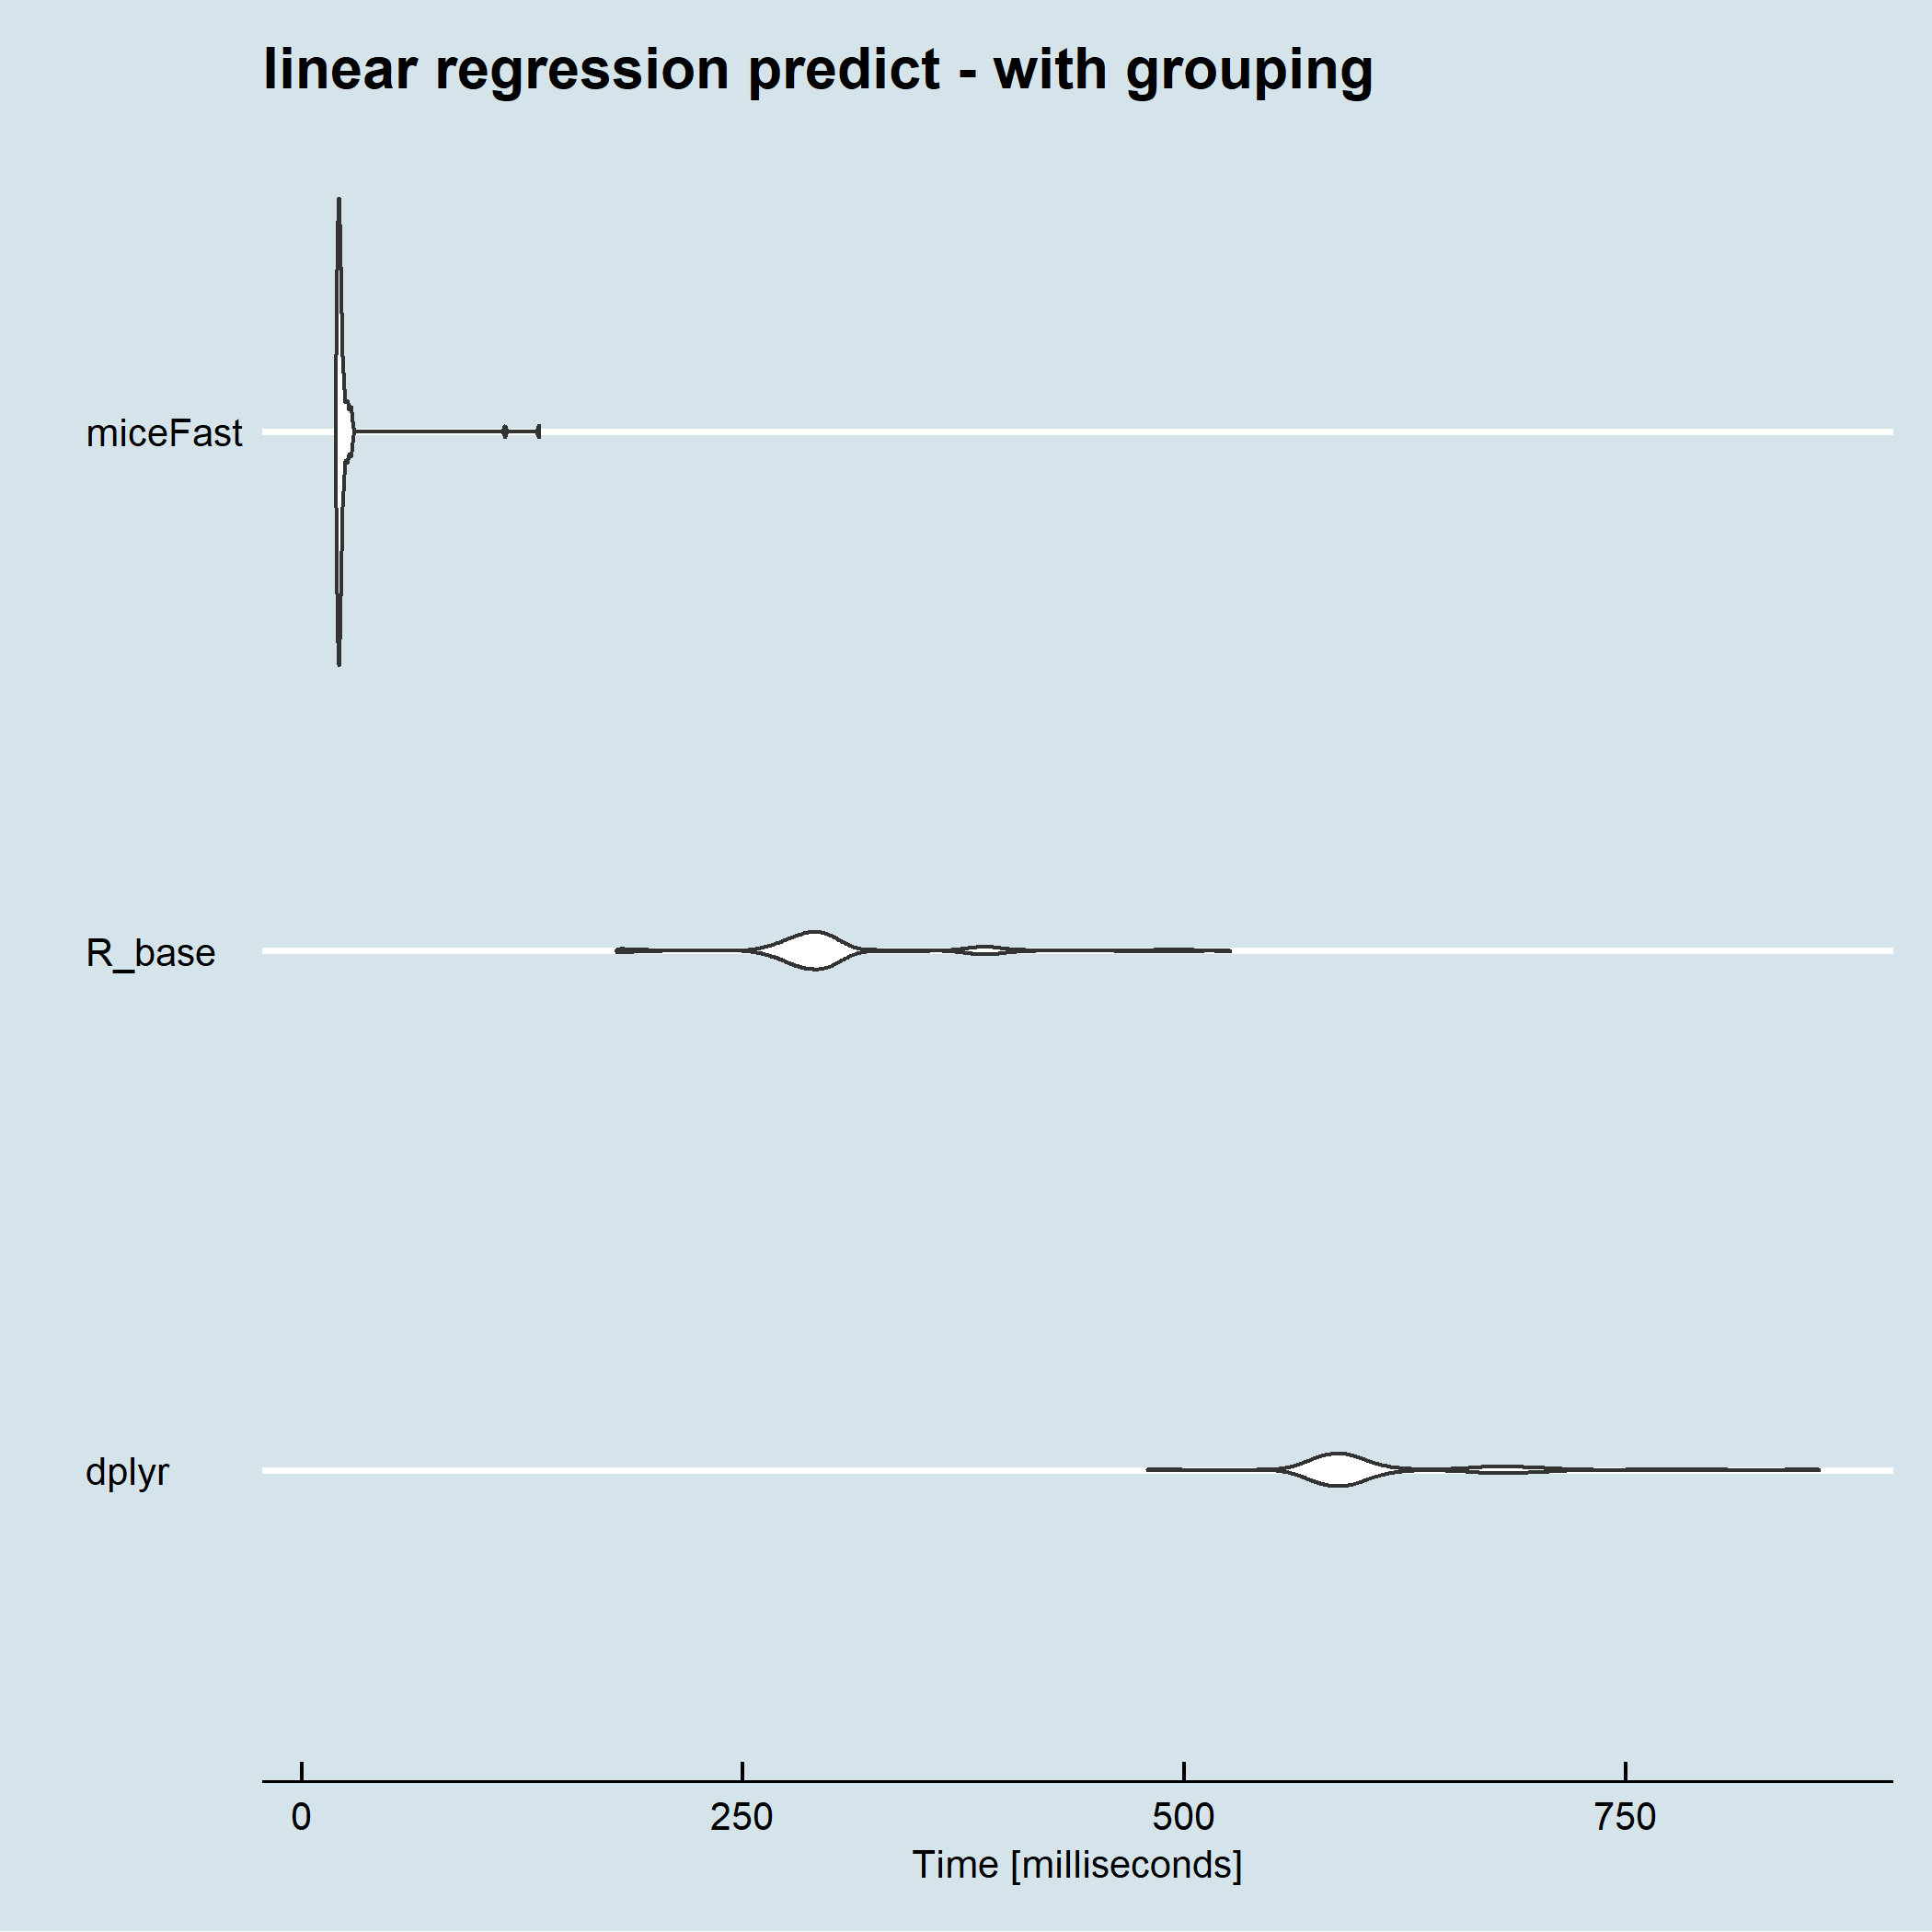 linear regression predict - with grouping
miceFast
R_base
dplyr
0 250 500 750
Time [milliseconds]